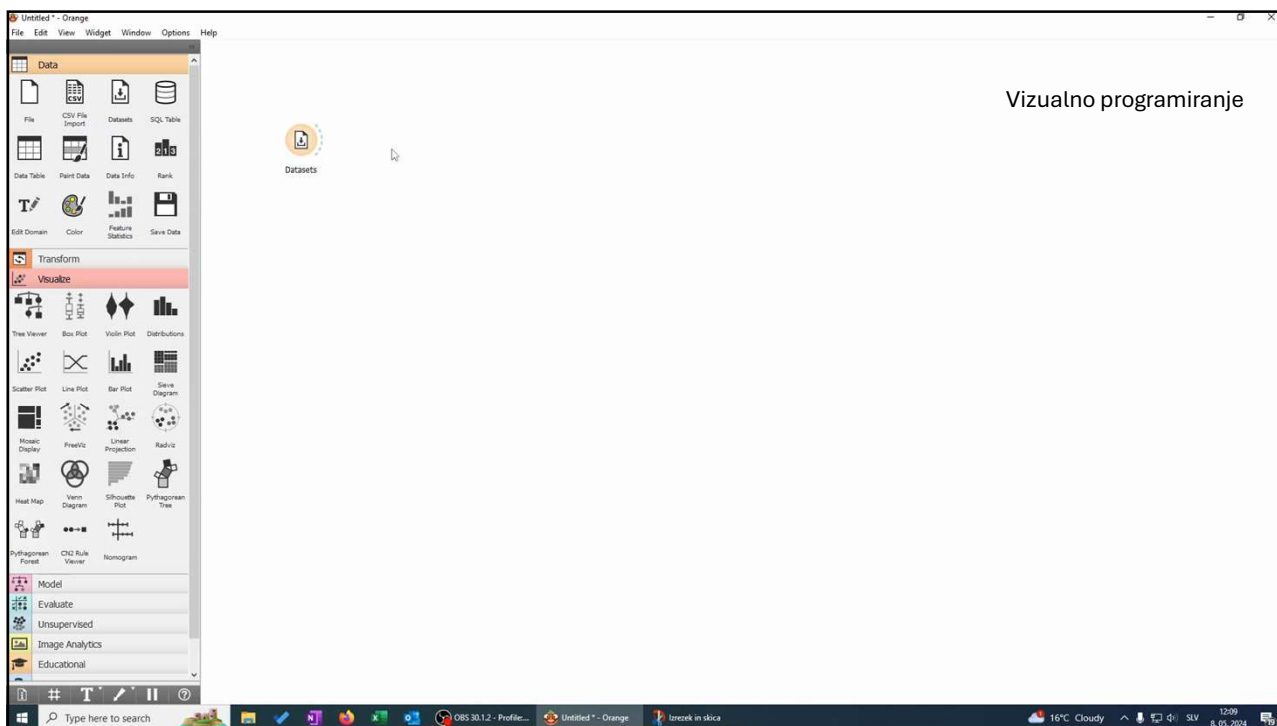 Untitled * - Orange
File Edit View Widget Window Options Help
Data
Vizualno programiranje
File
CSV File
Import
Datasets
SQL Table
Datasets
Data Table
Paint Data
Data Info
Rank
Edit Domain
Color
Feature
Statistics
Save Data
Transform
Visualize
Tree Viewer
Box Plot
Violin Plot
Distributions
Scatter Plot
Line Plot
Bar Plot
Sieve
Diagram
Mosaic
Display
FreeViz
Linear
Projection
Radviz
Heat Map
Venn
Diagram
Silhouette
Plot
Pythagorean
Tree
Pythagorean
Forest
CN2 Rule
Viewer
Nomogram
Model
Evaluate
Unsupervised
Image Analytics
Educational
Type here to search
OBS 30.1.2 - Profile:...
Untitled * - Orange
Izrezek in skica
16°C Cloudy
SLV
12:09
8. 05. 2024